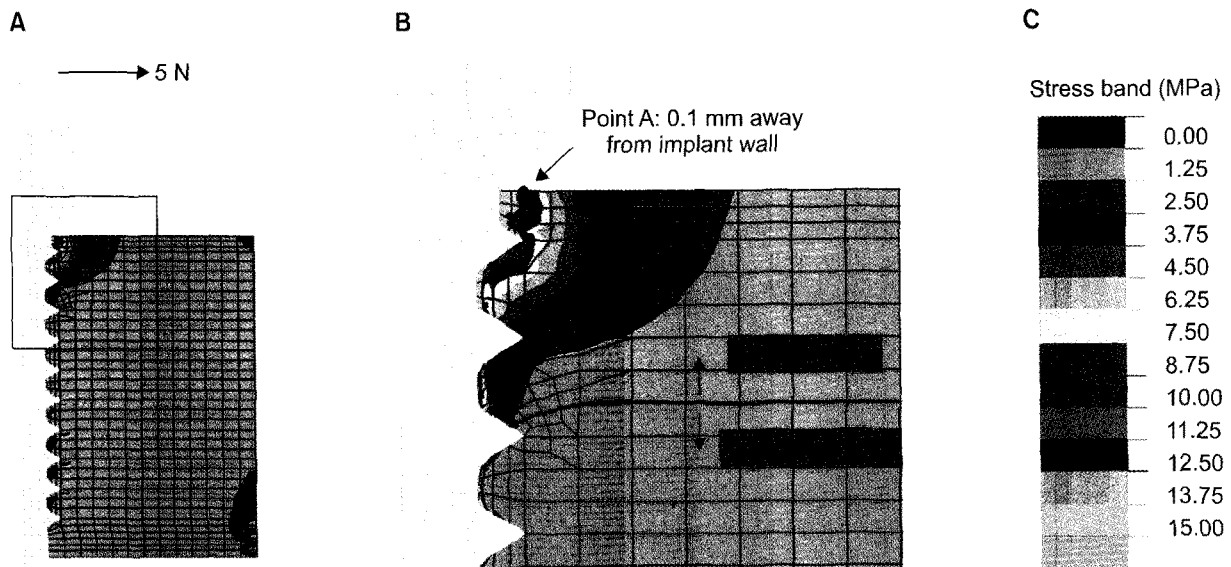 A
B
C
5 N
Point A: 0.1 mm away
from implant wall
Stress band (MPa)
0.00
1.25
2.50
3.75
4.50
6.25
7.50
8.75
10.00
11.25
12.50
13.75
15.00